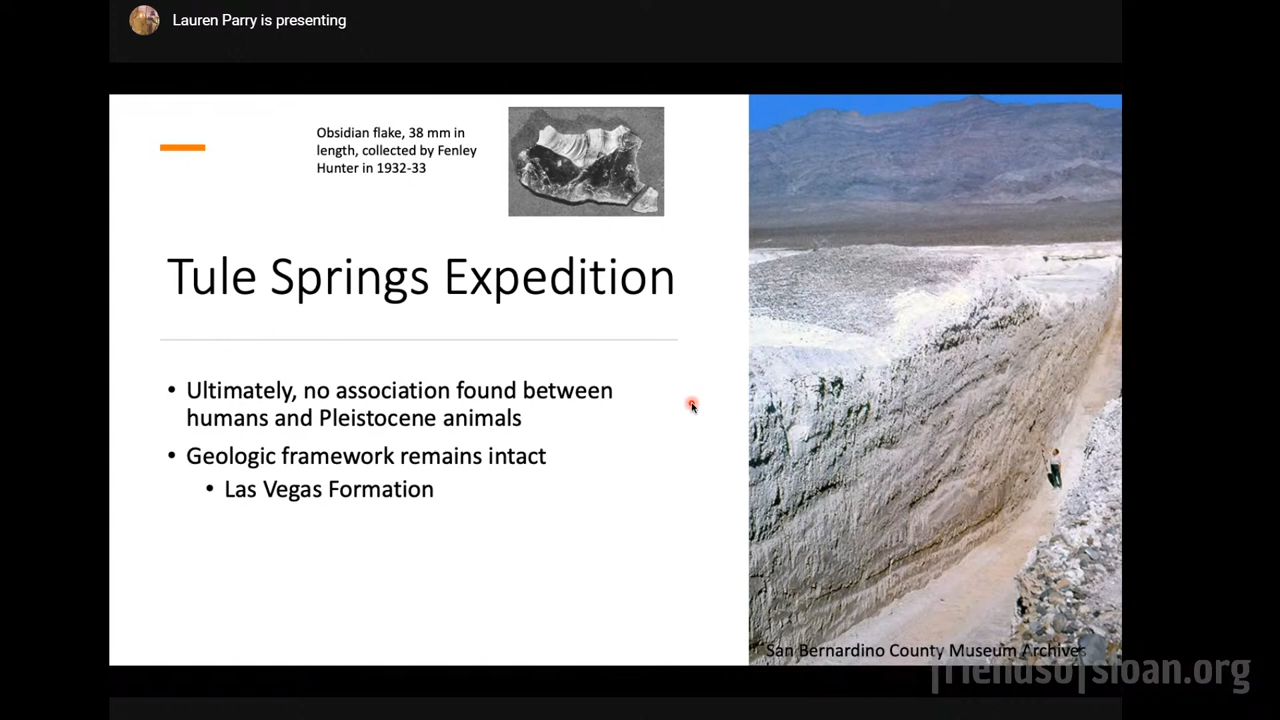 Lauren Parry is presenting
Obsidian flake, 38 mm in
length, collected by Fenley
Hunter in 1932-33
Tule Springs Expedition
• Ultimately, no association found between
humans and Pleistocene animals
• Geologic framework remains intact
• Las Vegas Formation
San Bernardino County Museum Archives
friendsofsloan.org